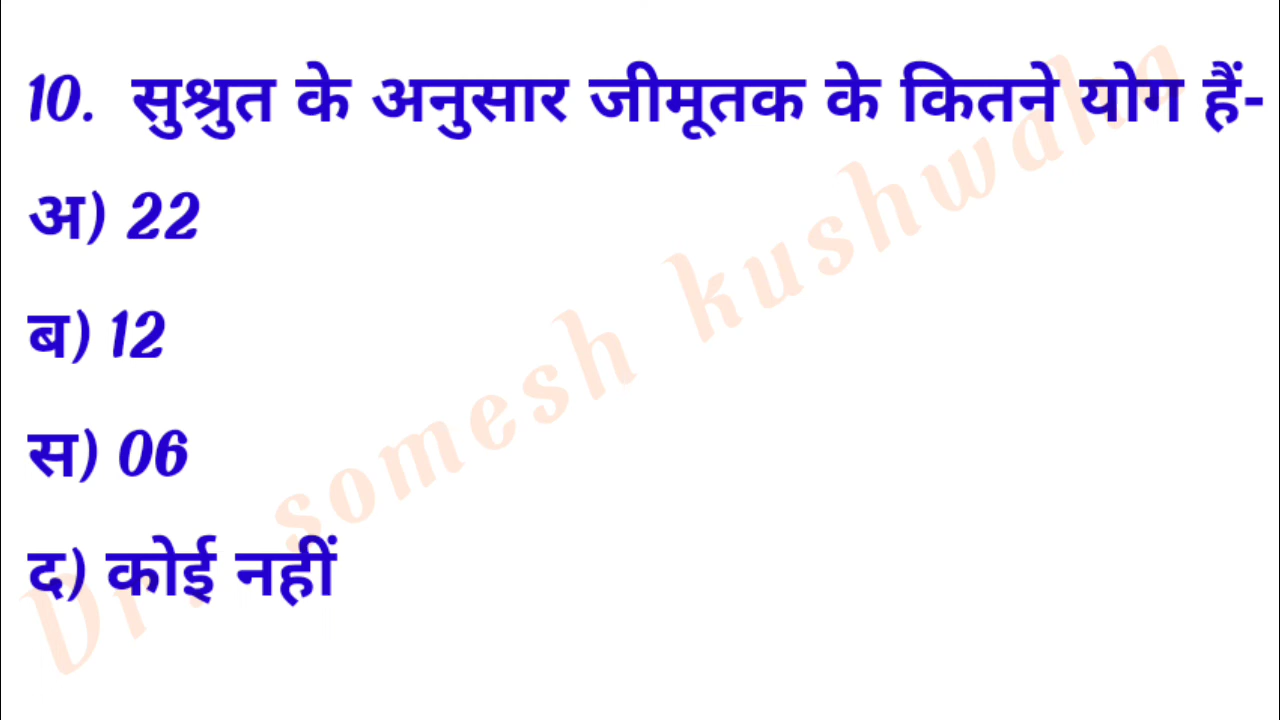 10. सुश्रुत के अनुसार जीमूतक के कितने योग हैं-
अ) 22
ब) 12
स) 06
द) कोई नहीं
Dr. somesh kushwaha